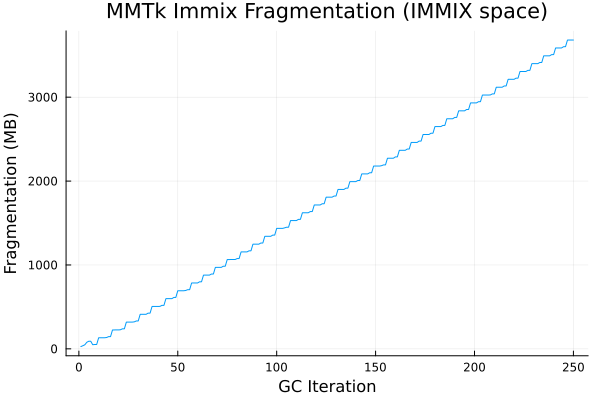 MMTk Immix Fragmentation (IMMIX space)
Fragmentation (MB)
3000
2000
1000
0
0 50 100 150 200 250
GC Iteration